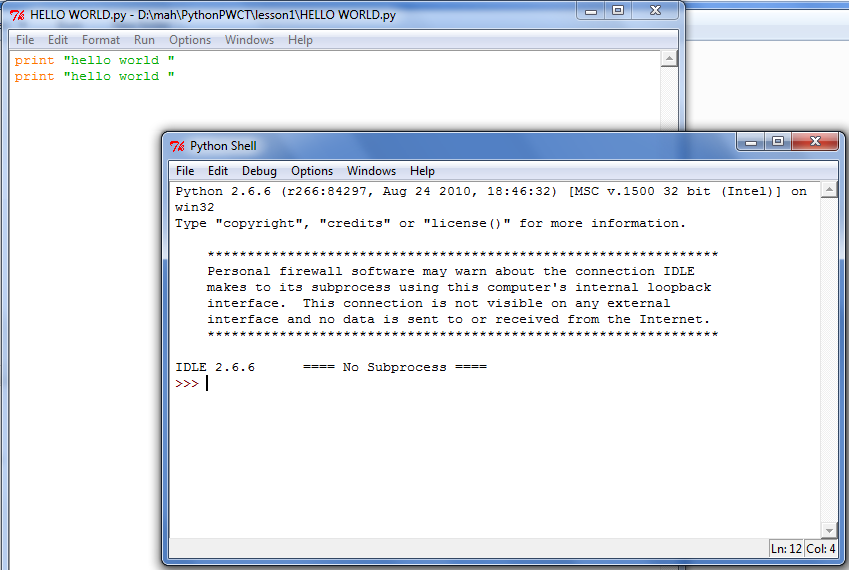 HELLO WORLD.py - D:\mah\PythonPWCT\lesson1\HELLO WORLD.py
File Edit Format Run Options Windows Help
print "hello world "
print "hello world "
Python Shell
File Edit Debug Options Windows Help
Python 2.6.6 (r266:84297, Aug 24 2010, 18:46:32) [MSC v.1500 32 bit (Intel)] on
win32
Type "copyright", "credits" or "license()" for more information.
****************************************************************
Personal firewall software may warn about the connection IDLE
makes to its subprocess using this computer's internal loopback
interface.  This connection is not visible on any external
interface and no data is sent to or received from the Internet.
****************************************************************
IDLE 2.6.6      ==== No Subprocess ====
>>>
Ln: 12 Col: 4